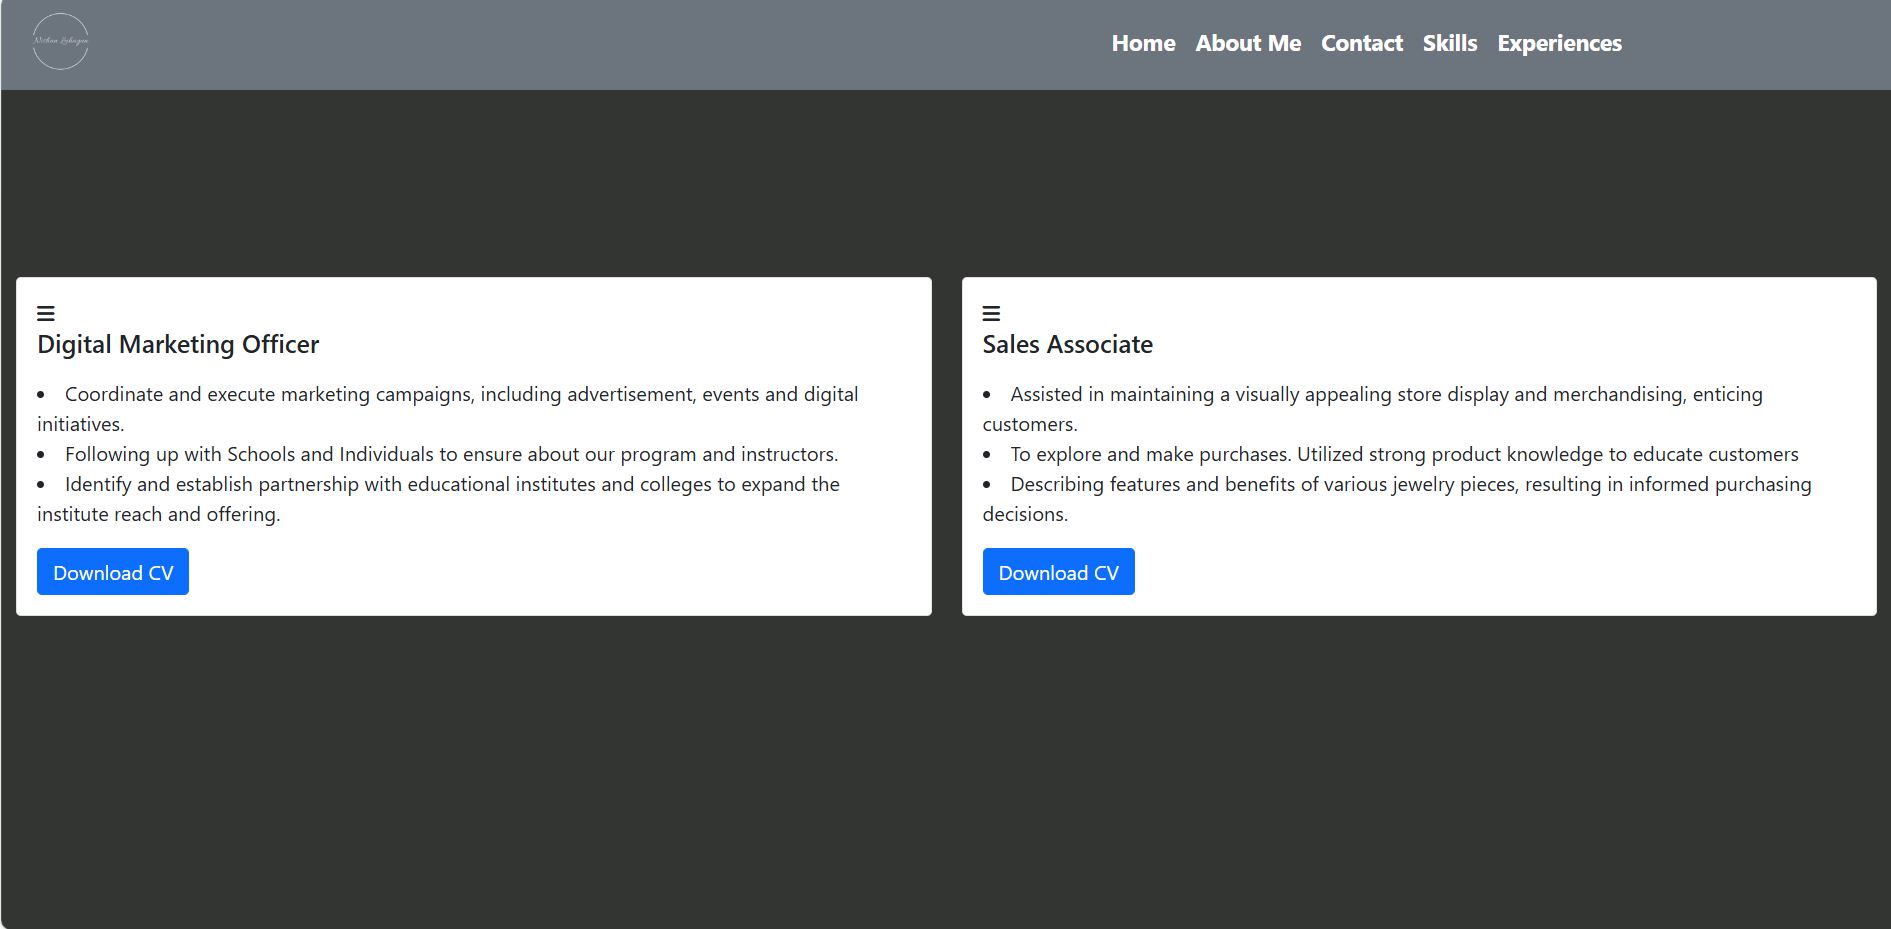 Home About Me Contact Skills Experiences
Digital Marketing Officer
• Coordinate and execute marketing campaigns, including advertisement, events and digital
initiatives.
• Following up with Schools and Individuals to ensure about our program and instructors.
• Identify and establish partnership with educational institutes and colleges to expand the
institute reach and offering.
Download CV
Sales Associate
• Assisted in maintaining a visually appealing store display and merchandising, enticing
customers.
• To explore and make purchases. Utilized strong product knowledge to educate customers
• Describing features and benefits of various jewelry pieces, resulting in informed purchasing
decisions.
Download CV